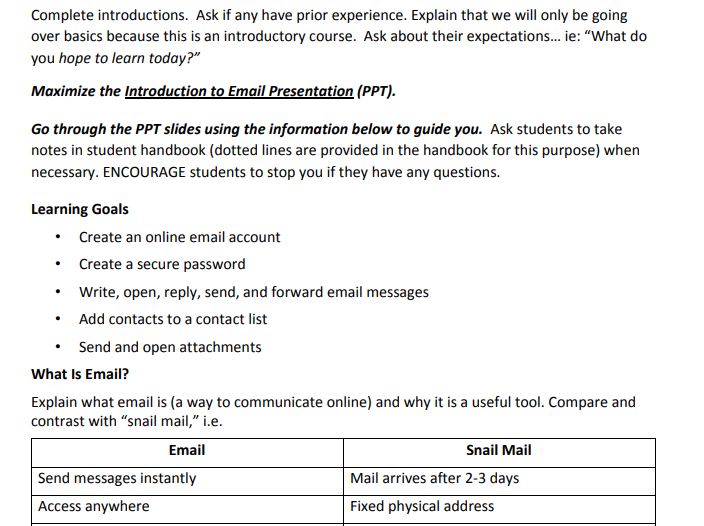 Complete introductions.  Ask if any have prior experience. Explain that we will only be going
over basics because this is an introductory course.  Ask about their expectations... ie: “What do
you hope to learn today?”
Maximize the Introduction to Email Presentation (PPT).
Go through the PPT slides using the information below to guide you.  Ask students to take
notes in student handbook (dotted lines are provided in the handbook for this purpose) when
necessary. ENCOURAGE students to stop you if they have any questions.
Learning Goals
• Create an online email account
• Create a secure password
• Write, open, reply, send, and forward email messages
• Add contacts to a contact list
• Send and open attachments
What Is Email?
Explain what email is (a way to communicate online) and why it is a useful tool. Compare and
contrast with “snail mail,” i.e.
Email Snail Mail
Send messages instantly Mail arrives after 2-3 days
Access anywhere Fixed physical address